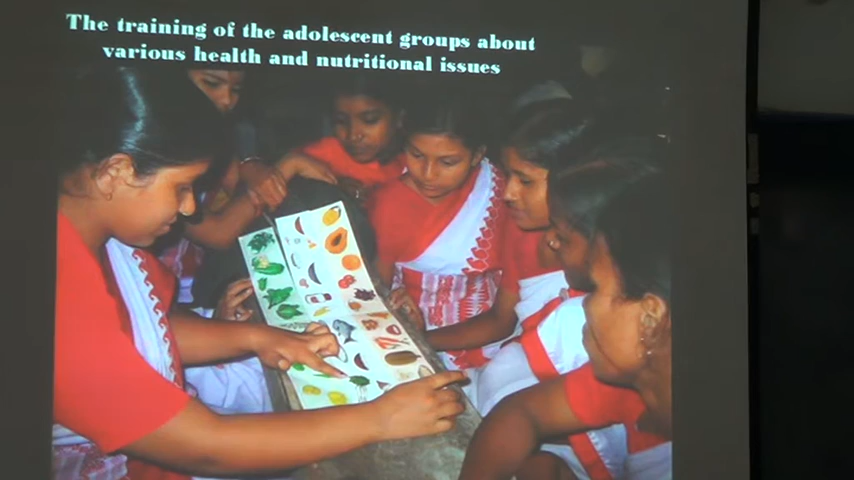 The training of the adolescent groups about
various health and nutritional issues